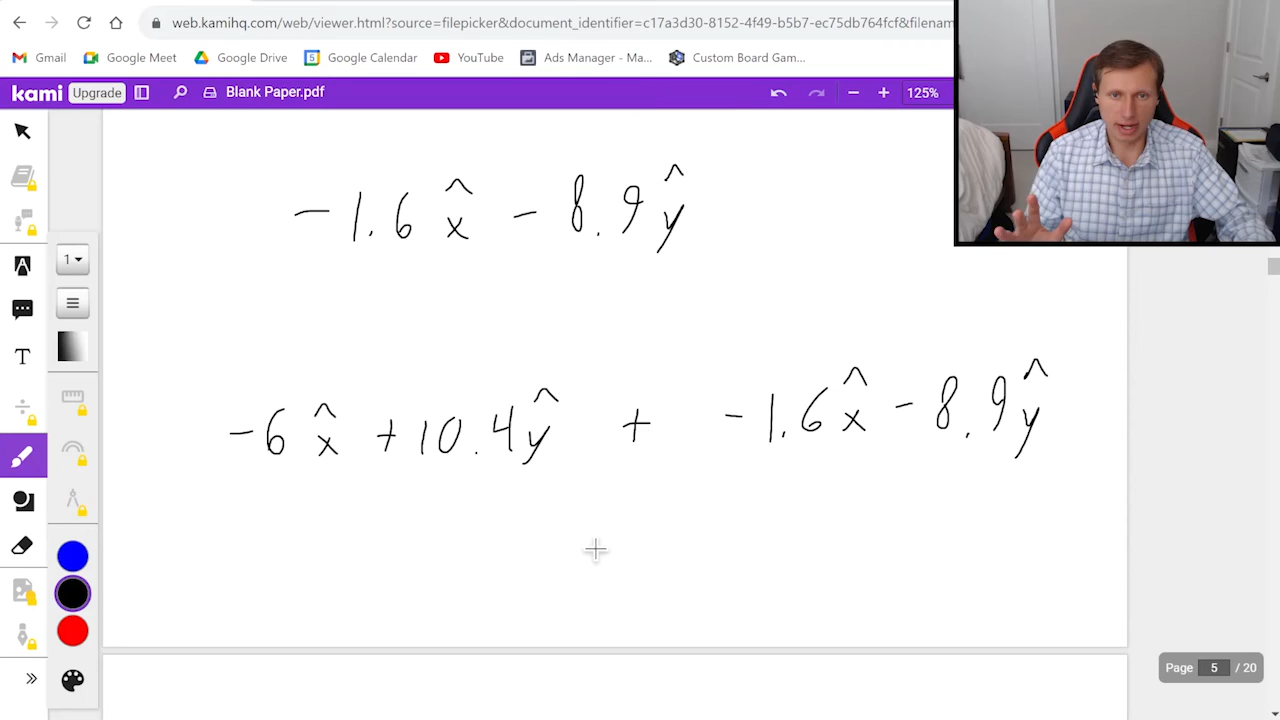 web.kamihq.com/web/viewer.html?source=filepicker&document_identifier=c17a3d30-8152-4f49-b5b7-ec75db764fcf&filenam
Gmail Google Meet Google Drive 5 Google Calendar YouTube Ads Manager - Ma... Custom Board Gam...
kami Upgrade Blank Paper.pdf 125%
1
T
-1.6 x̂ - 8.9 ŷ
-6 x̂ + 10.4 ŷ + -1.6 x̂ - 8.9 ŷ
Page 5 / 20